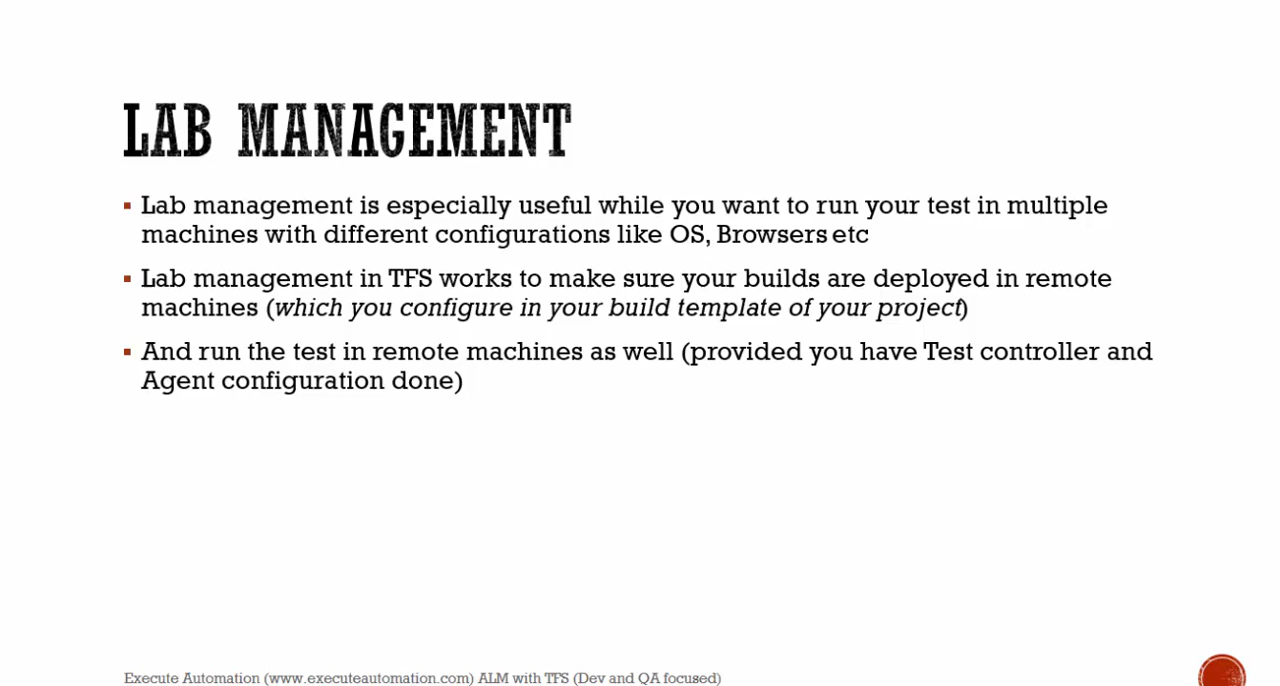 LAB MANAGEMENT
▪ Lab management is especially useful while you want to run your test in multiple
machines with different configurations like OS, Browsers etc
▪ Lab management in TFS works to make sure your builds are deployed in remote
machines (which you configure in your build template of your project)
▪ And run the test in remote machines as well (provided you have Test controller and
Agent configuration done)
Execute Automation (www.executeautomation.com) ALM with TFS (Dev and QA focused)